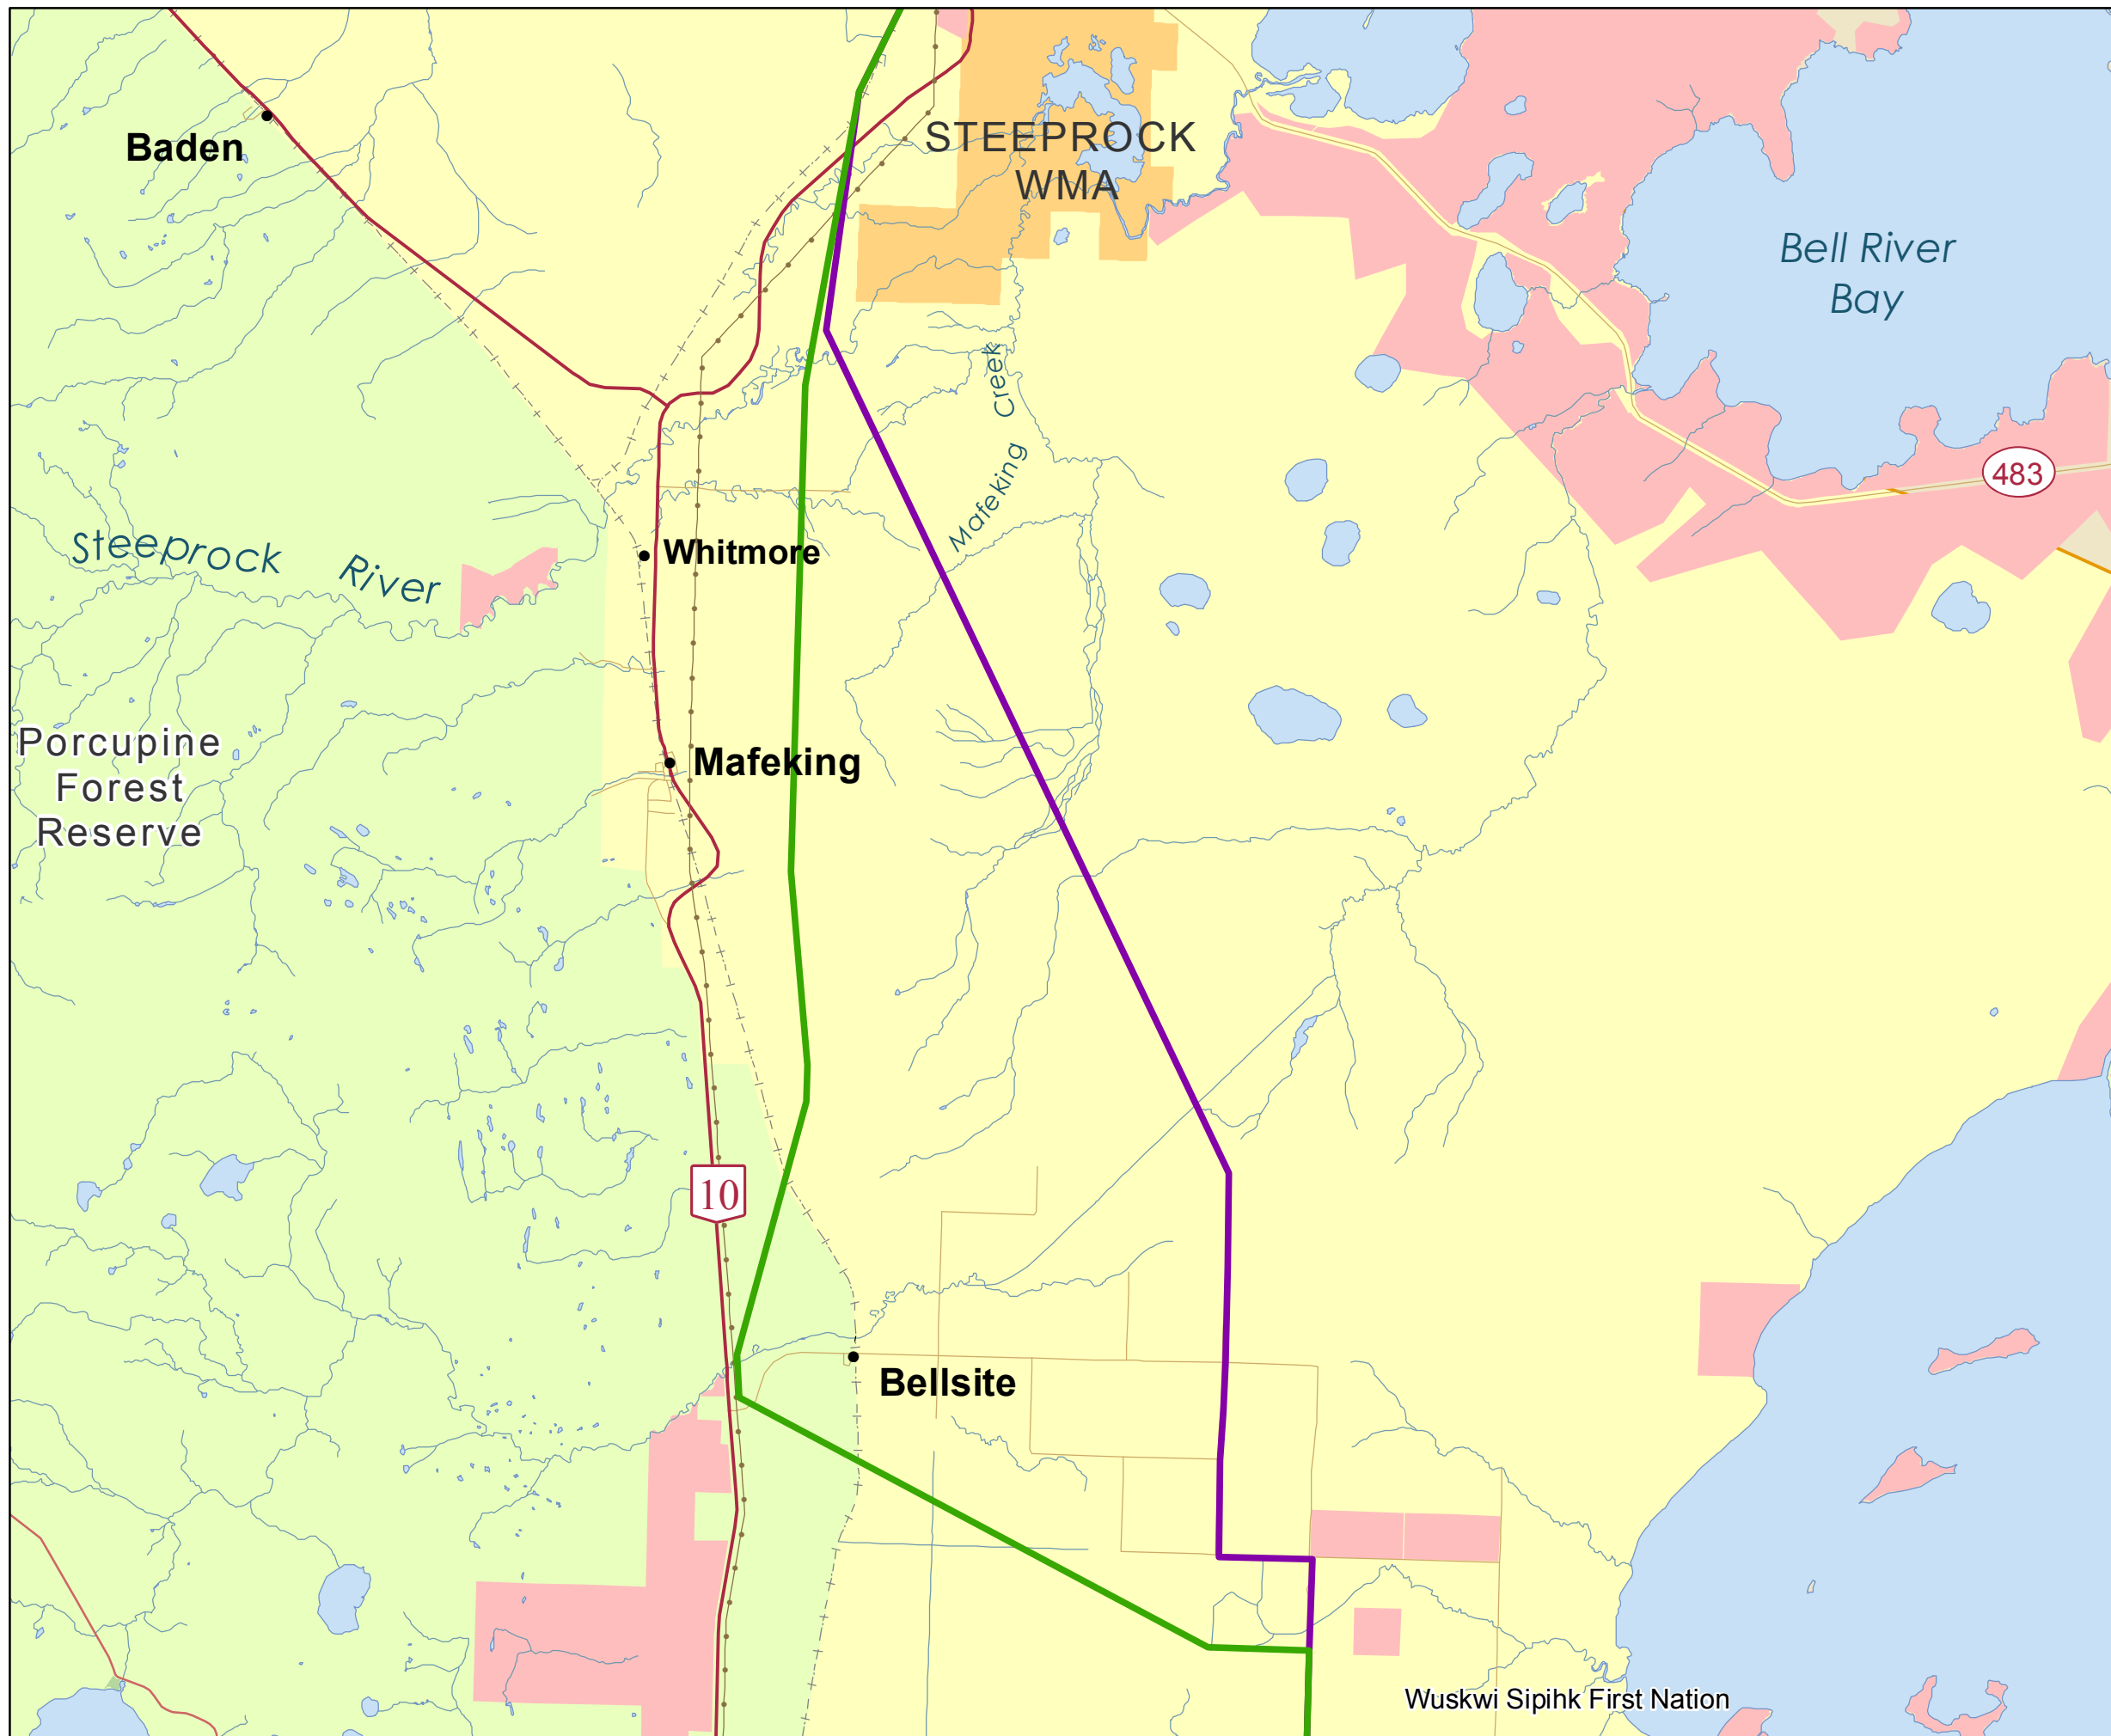 Baden
STEEPROCK
WMA
Bell River
Bay
Mafeking Creek
483
Steeprock River
Whitmore
Porcupine
Forest
Reserve
Mafeking
10
Bellsite
Wuskwi Sipihk First Nation